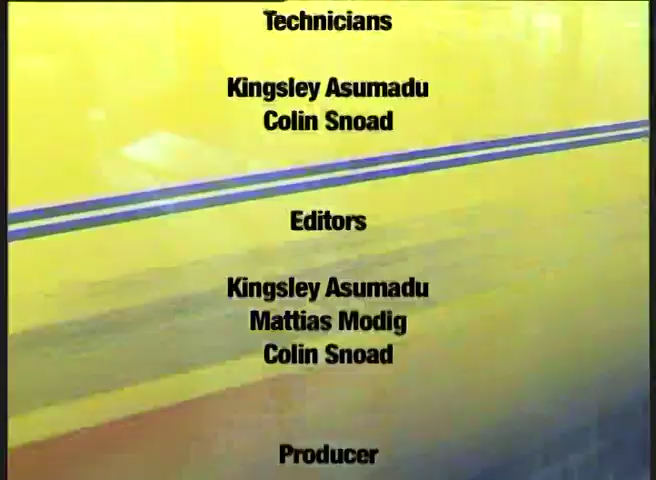 Technicians
Kingsley Asumadu
Colin Snoad
Editors
Kingsley Asumadu
Mattias Modig
Colin Snoad
Producer